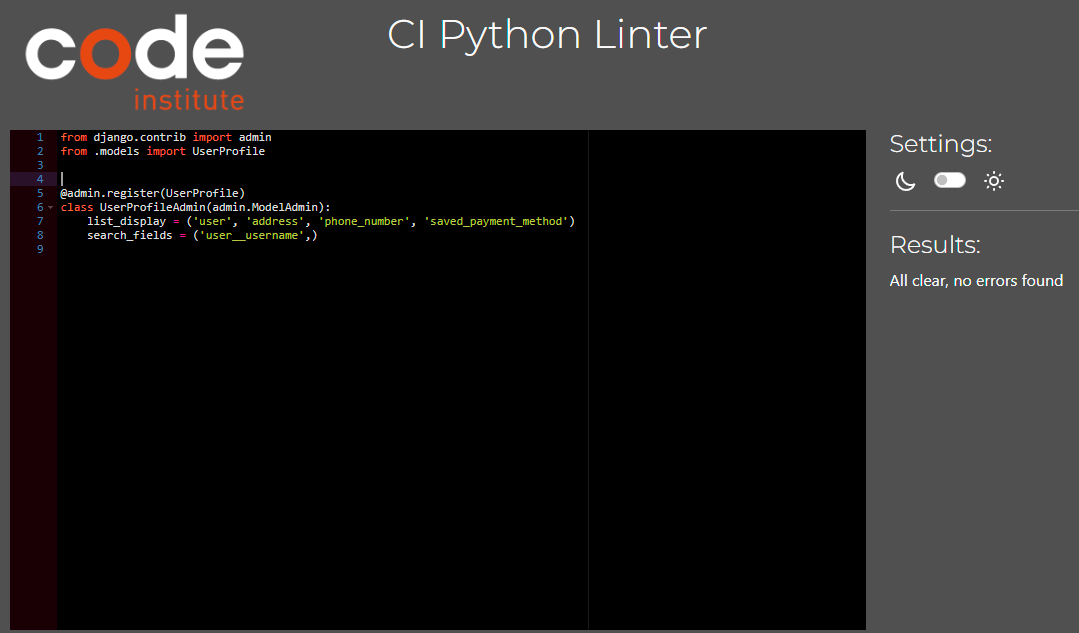 code
institute
CI Python Linter
1 from django.contrib import admin
2 from .models import UserProfile
3
4
5 @admin.register(UserProfile)
6 class UserProfileAdmin(admin.ModelAdmin):
7     list_display = ('user', 'address', 'phone_number', 'saved_payment_method')
8     search_fields = ('user__username',)
9
Settings:
Results:
All clear, no errors found